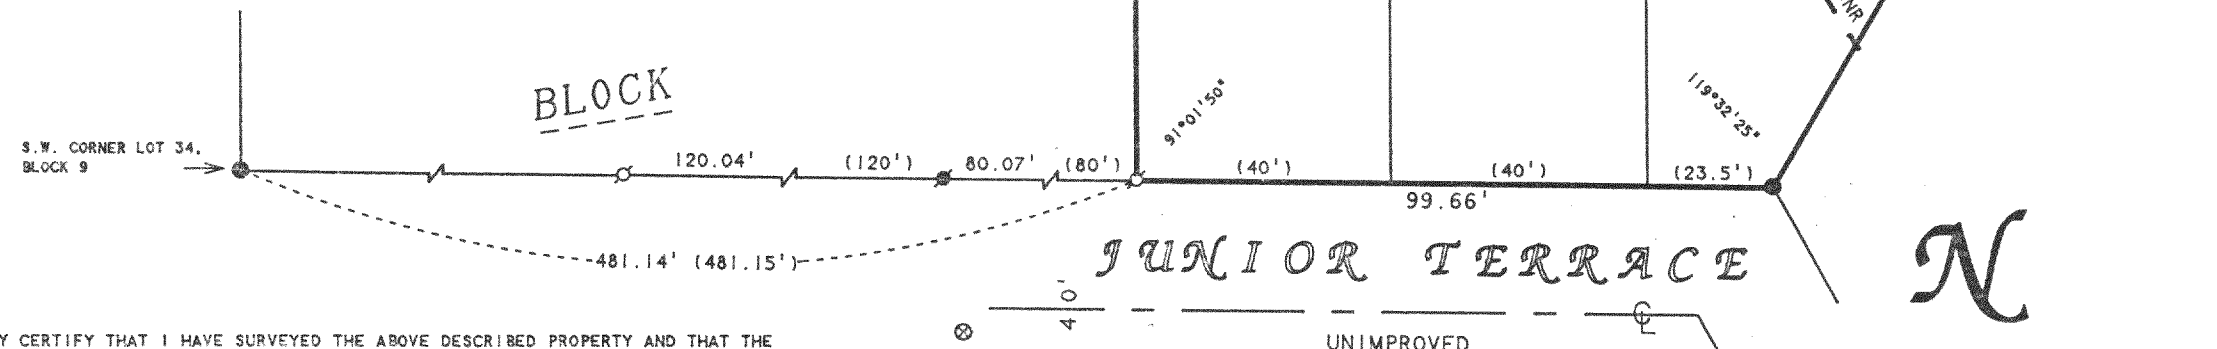 NR
BLOCK
91°01'50"
119°32'25"
S.W. CORNER LOT 34,
BLOCK 9
120.04' (120') 80.07' (80') (40') (40') (23.5')
99.66'
481.14' (481.15')
JUNIOR TERRACE
N
40'
℄
UNIMPROVED
Y CERTIFY THAT I HAVE SURVEYED THE ABOVE DESCRIBED PROPERTY AND THAT THE